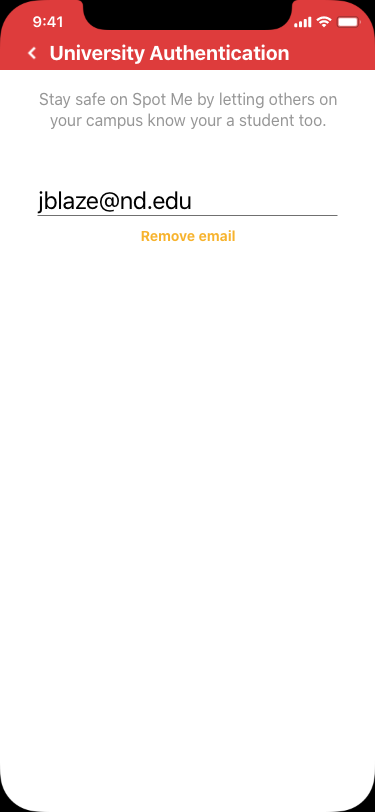 9:41
University Authentication
Stay safe on Spot Me by letting others on
your campus know your a student too.
jblaze@nd.edu
Remove email